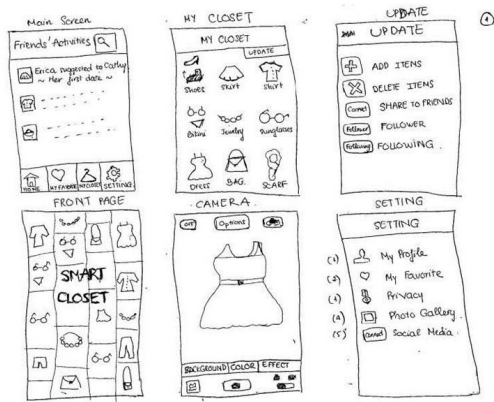 Main Screen
Friends' Activities
Erica suggested to Cathy
~ Her first date ~
HOME MY FAVORITE MY CLOSET SETTING
MY CLOSET
MY CLOSET
UPDATE
Shoes Skirt Shirt
Bikini Jewelry Sunglasses
DRESS BAG SCARF
UPDATE
UPDATE
ADD ITEMS
DELETE ITEMS
Connect SHARE TO FRIENDS
Follower FOLLOWER
Following FOLLOWING
FRONT PAGE
SMART
CLOSET
CAMERA
OFF Options
BACKGROUND COLOR EFFECT
SETTING
SETTING
(1) My Profile
(2) My Favorite
(3) Privacy
(4) Photo Gallery
(5) Connect Social Media